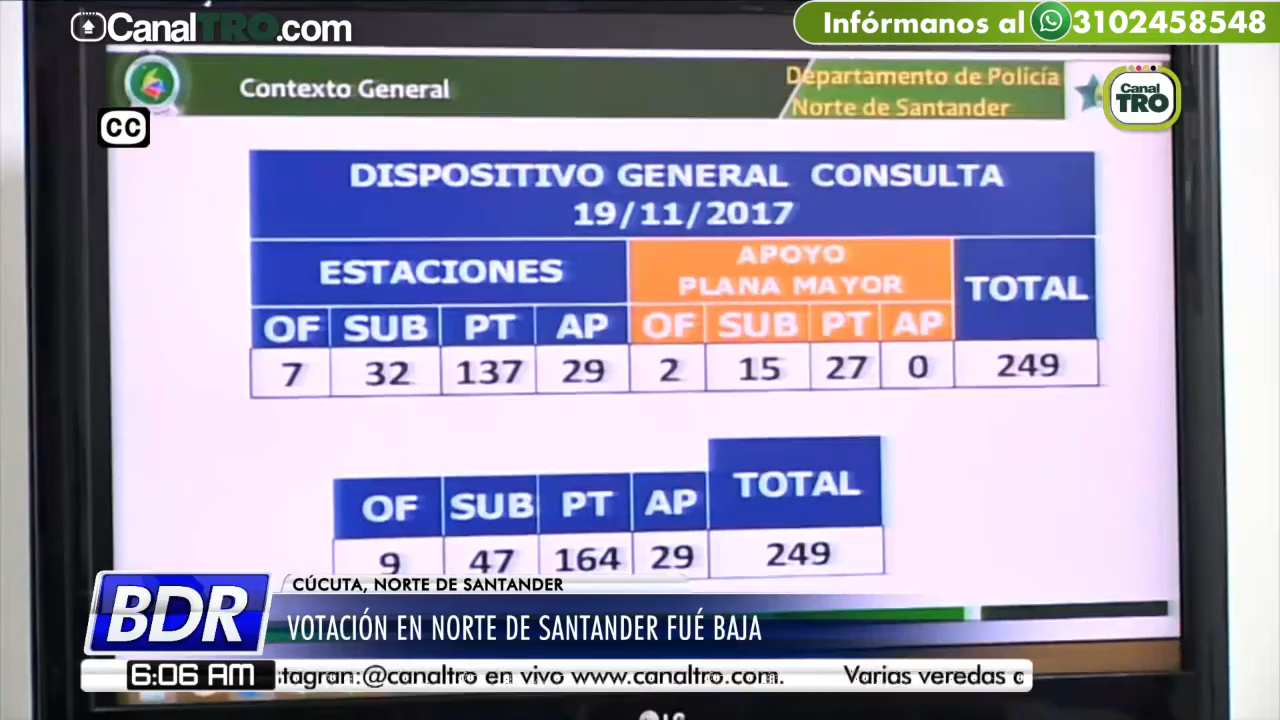 CanalTRO.com
Infórmanos al 3102458548
Contexto General
Departamento de Policía
Norte de Santander
Canal
TRO
CC
DISPOSITIVO GENERAL CONSULTA
19/11/2017
ESTACIONES
APOYO
PLANA MAYOR
TOTAL
OF SUB PT AP OF SUB PT AP
7 32 137 29 2 15 27 0 249
OF SUB PT AP TOTAL
9 47 164 29 249
BDR
CÚCUTA, NORTE DE SANTANDER
VOTACIÓN EN NORTE DE SANTANDER FUÉ BAJA
6:06 AM
stagran:@canaltro en vivo www.canaltro.com. Varias veredas
LG